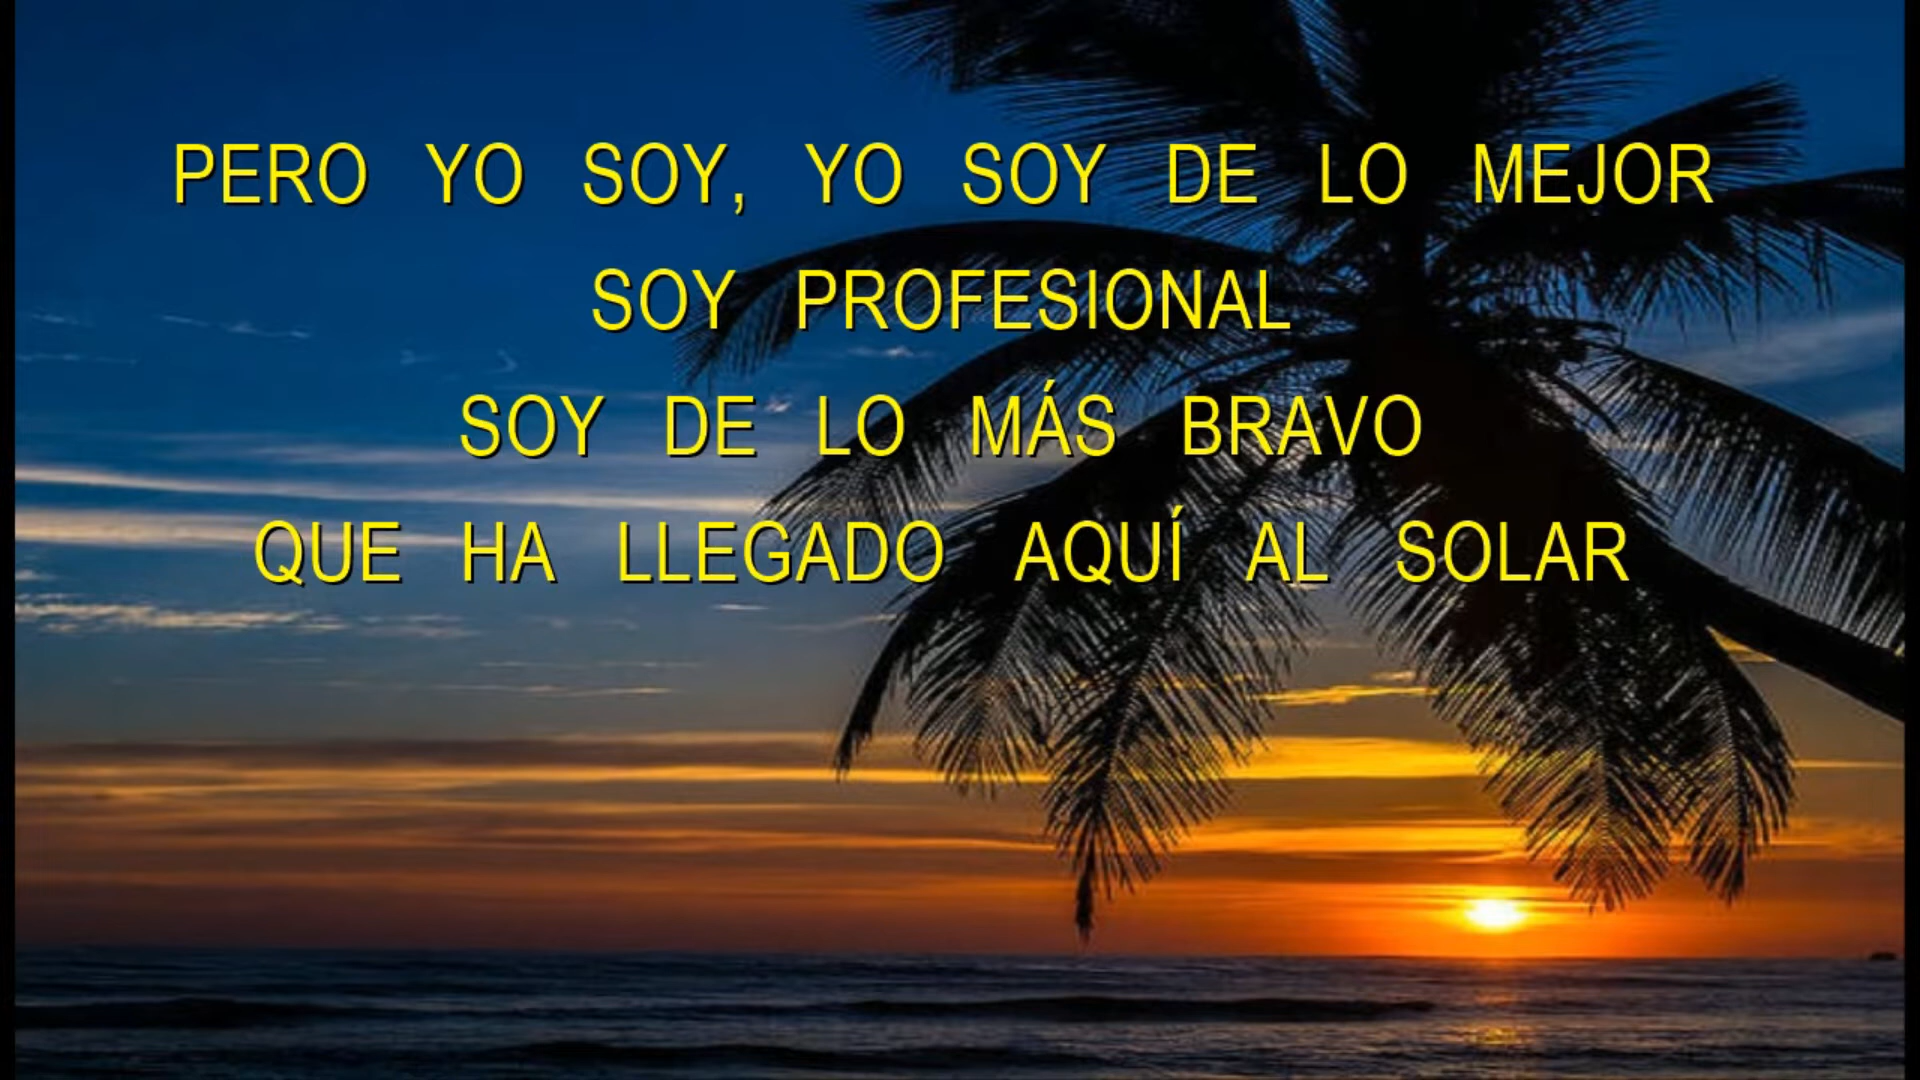 PERO YO SOY, YO SOY DE LO MEJOR
SOY PROFESIONAL
SOY DE LO MÁS BRAVO
QUE HA LLEGADO AQUÍ AL SOLAR